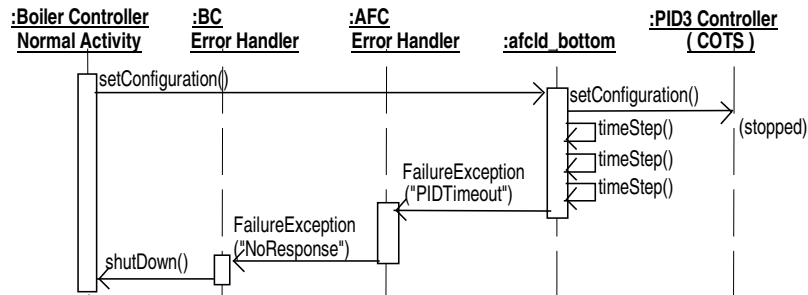 :Boiler Controller
Normal Activity
:BC
Error Handler
:AFC
Error Handler
:afcId_bottom
:PID3 Controller
( COTS )
setConfiguration()
setConfiguration()
timeStep()
(stopped)
timeStep()
timeStep()
FailureException
("PIDTimeout")
FailureException
("NoResponse")
shutDown()